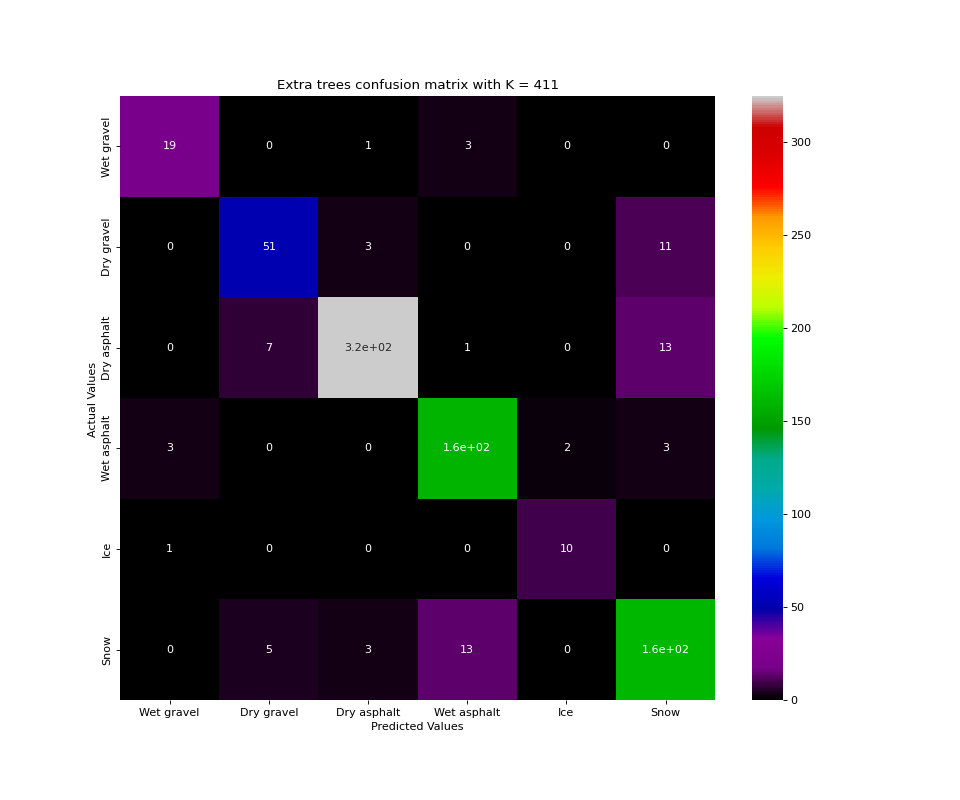 Extra trees confusion matrix with K = 411
Wet gravel
19 0 1 3 0 0
Dry gravel
0 51 3 0 0 11
Dry asphalt
0 7 3.2e+02 1 0 13
Wet asphalt
3 0 0 1.6e+02 2 3
Ice
1 0 0 0 10 0
Snow
0 5 3 13 0 1.6e+02
Actual Values
Wet gravel Dry gravel Dry asphalt Wet asphalt Ice Snow
Predicted Values
300
250
200
150
100
50
0